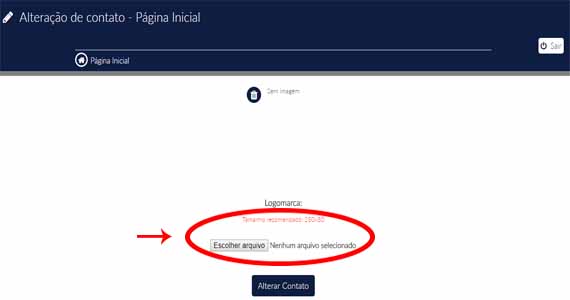 Alteração de contato - Página Inicial
Sair
Página Inicial
Sem imagem
Logomarca:
Tamanho recomendado: 250x80
Escolher arquivo Nenhum arquivo selecionado
Alterar Contato